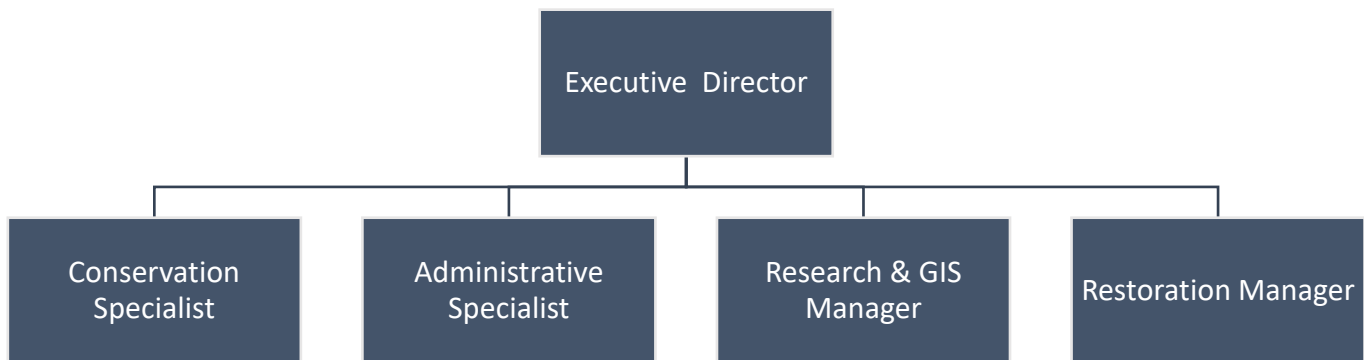 Executive Director
Conservation
Specialist
Administrative
Specialist
Research & GIS
Manager
Restoration Manager